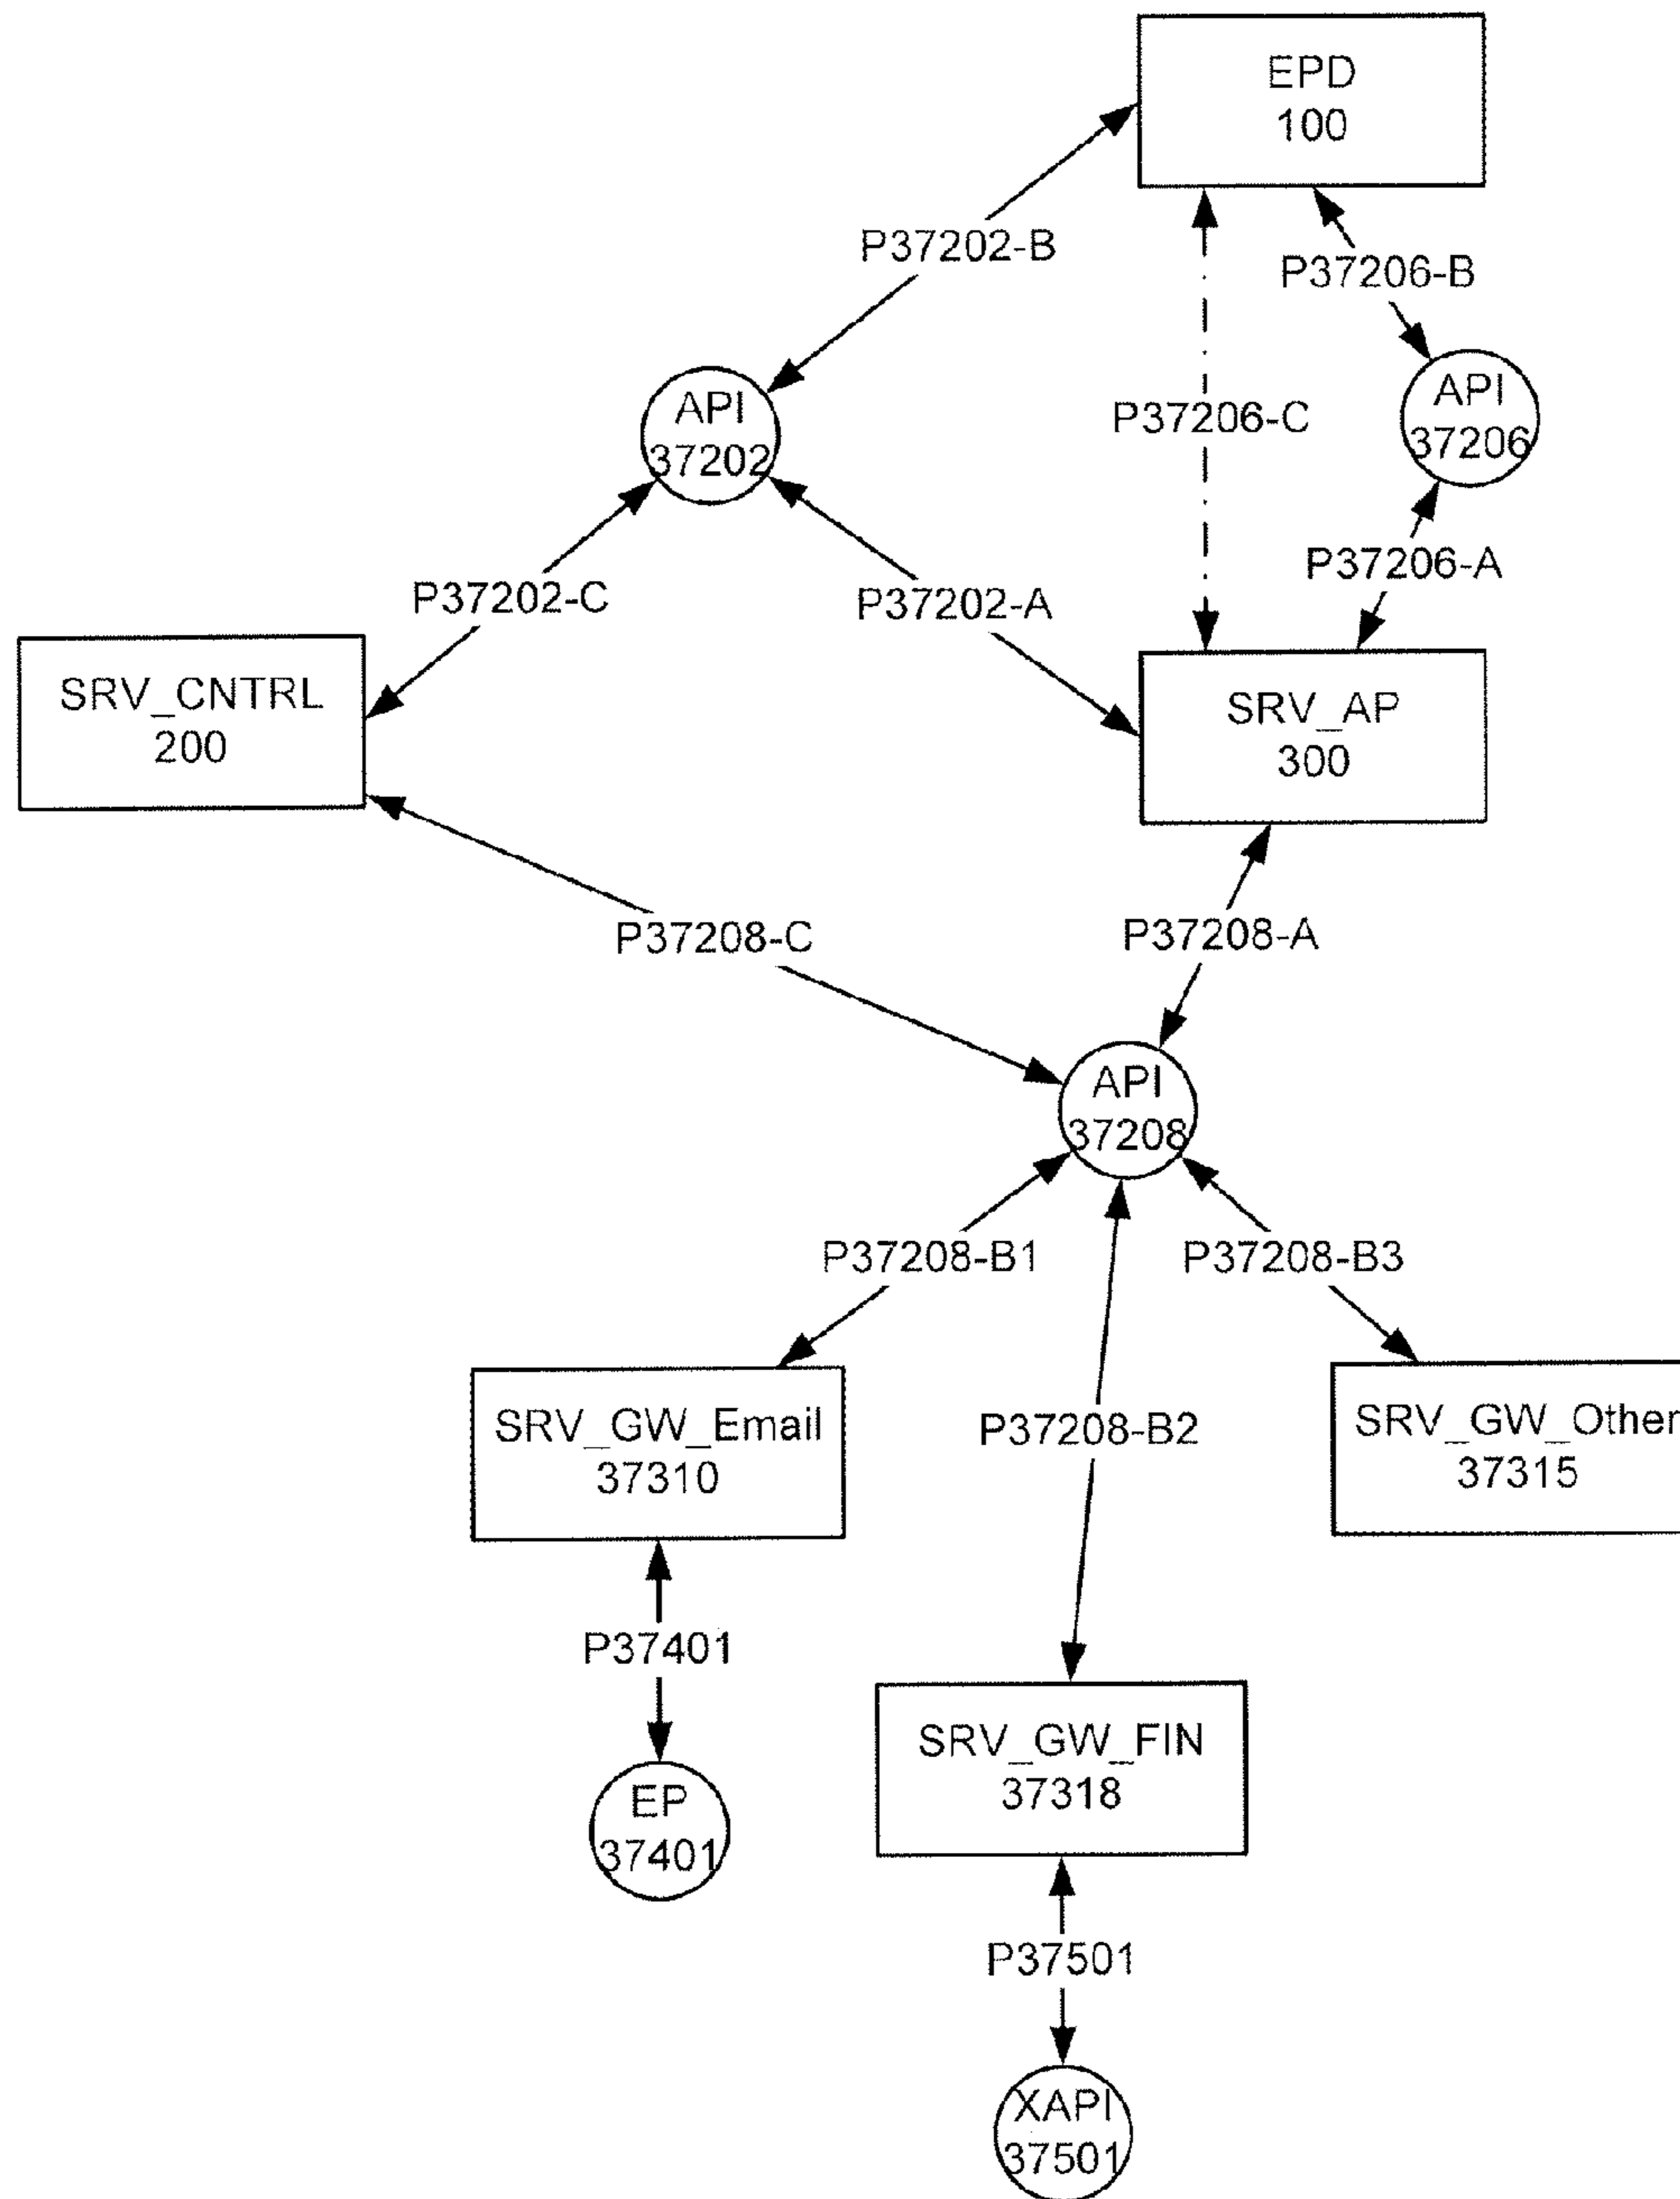 EPD
100
P37202-B
P37206-B
API
37202
P37206-C
API
37206
P37202-C
P37202-A
P37206-A
SRV_CNTRL
200
SRV_AP
300
P37208-C
P37208-A
API
37208
P37208-B1
P37208-B3
SRV_GW_Email
37310
P37208-B2
SRV_GW_Other
37315
P37401
SRV_GW_FIN
37318
EP
37401
P37501
XAPI
37501